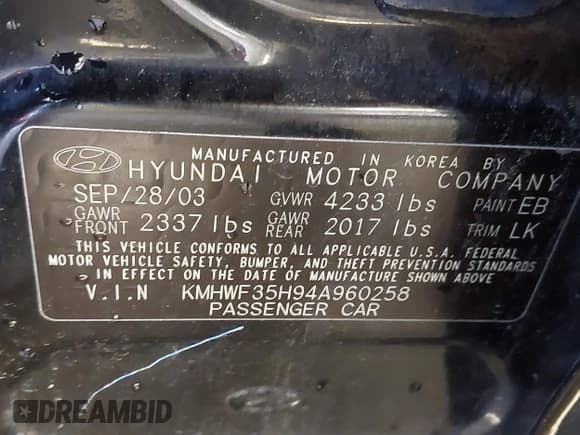 MANUFACTURED IN KOREA BY
HYUNDAI MOTOR COMPANY
SEP/28/03 GVWR 4233 lbs PAINT EB
GAWR FRONT 2337 lbs GAWR REAR 2017 lbs TRIM LK
THIS VEHICLE CONFORMS TO ALL APPLICABLE U.S.A. FEDERAL
MOTOR VEHICLE SAFETY, BUMPER, AND THEFT PREVENTION STANDARDS
IN EFFECT ON THE DATE OF MANUFACTURE SHOWN ABOVE
V.I.N KMHWF35H94A960258
PASSENGER CAR
DREAMBID